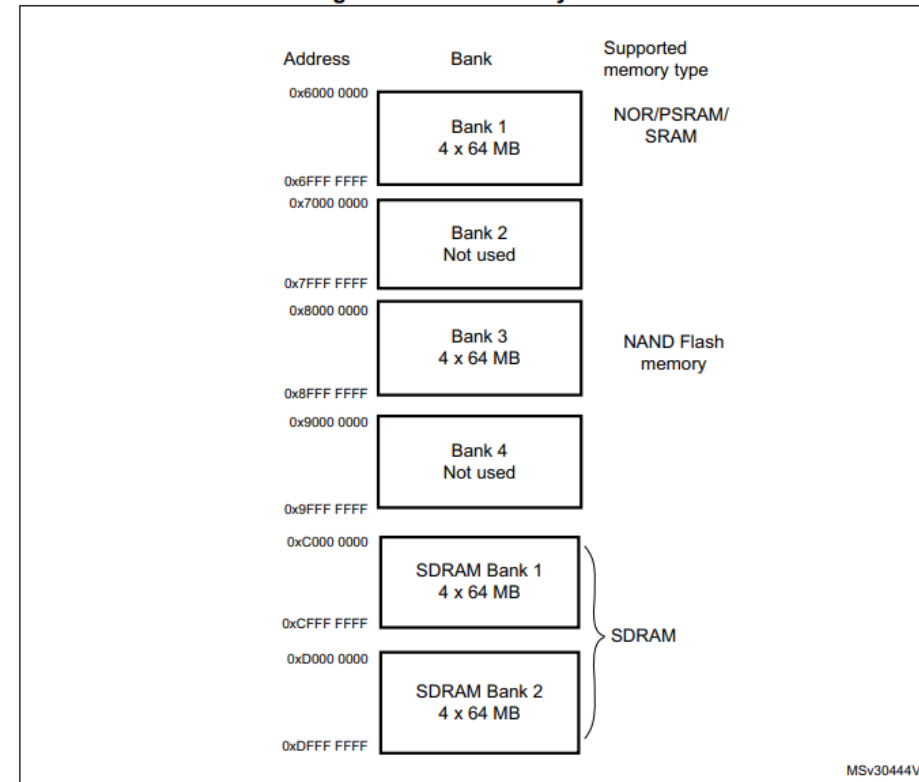 Address Bank Supported
memory type
0x6000 0000
Bank 1
4 x 64 MB
NOR/PSRAM/
SRAM
0x6FFF FFFF
0x7000 0000
Bank 2
Not used
0x7FFF FFFF
0x8000 0000
Bank 3
4 x 64 MB
NAND Flash
memory
0x8FFF FFFF
0x9000 0000
Bank 4
Not used
0x9FFF FFFF
0xC000 0000
SDRAM Bank 1
4 x 64 MB
0xCFFF FFFF
SDRAM
0xD000 0000
SDRAM Bank 2
4 x 64 MB
0xDFFF FFFF